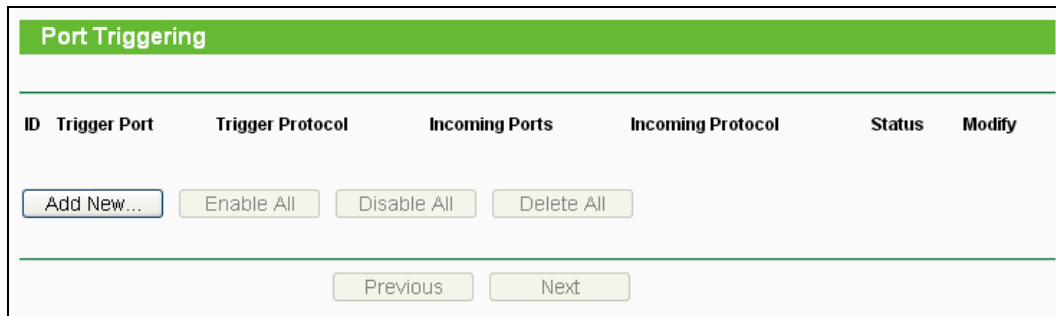 Port Triggering
ID Trigger Port Trigger Protocol Incoming Ports Incoming Protocol Status Modify
Add New... Enable All Disable All Delete All
Previous Next